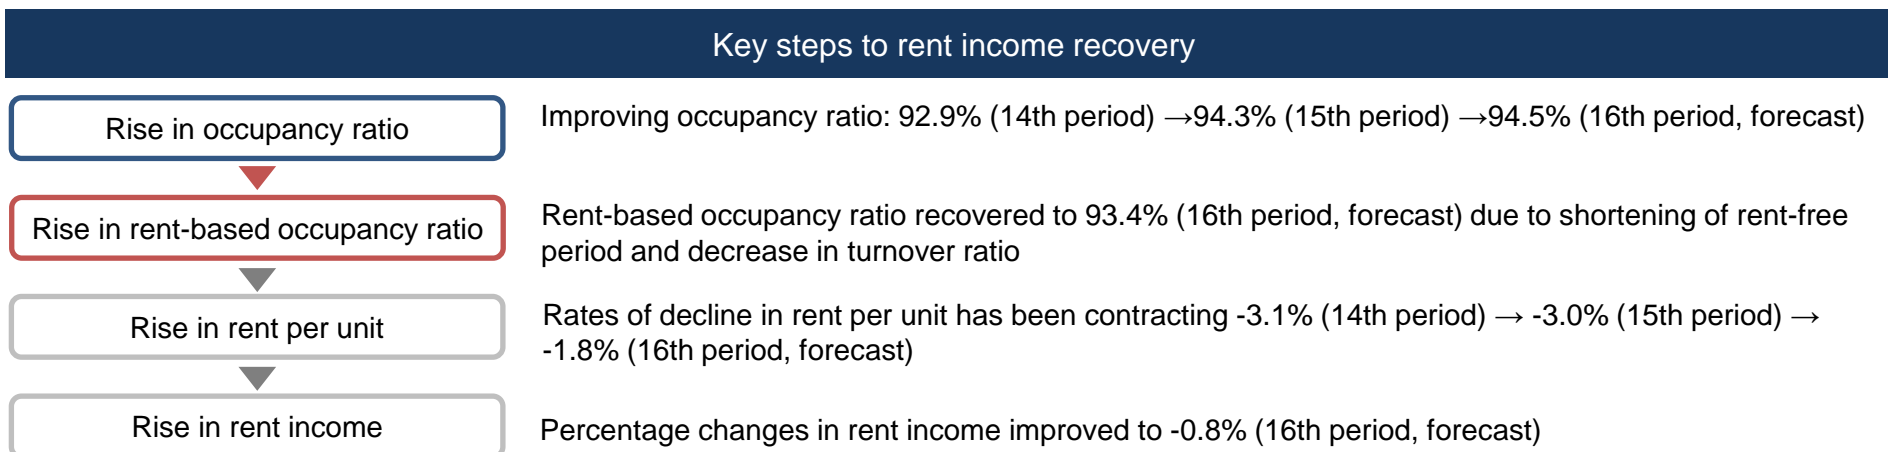 Key steps to rent income recovery
Rise in occupancy ratio
Improving occupancy ratio: 92.9% (14th period) →94.3% (15th period) →94.5% (16th period, forecast)
Rise in rent-based occupancy ratio
Rent-based occupancy ratio recovered to 93.4% (16th period, forecast) due to shortening of rent-free
period and decrease in turnover ratio
Rise in rent per unit
Rates of decline in rent per unit has been contracting -3.1% (14th period) → -3.0% (15th period) →
-1.8% (16th period, forecast)
Rise in rent income
Percentage changes in rent income improved to -0.8% (16th period, forecast)